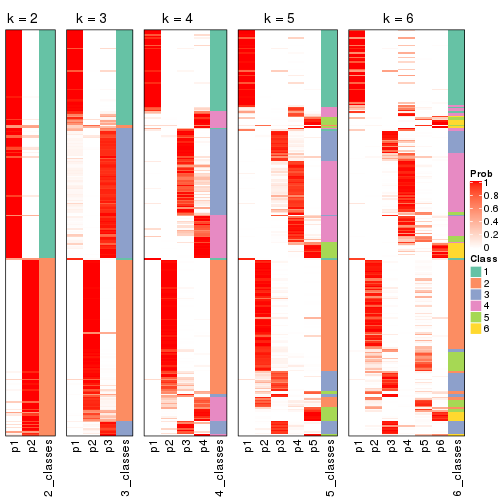 k = 2
k = 3
k = 4
k = 5
k = 6
p1
p2
2_classes
p1
p2
p3
3_classes
p1
p2
p3
p4
4_classes
p1
p2
p3
p4
p5
5_classes
p1
p2
p3
p4
p5
p6
6_classes
Prob
1
0.8
0.6
0.4
0.2
0
Class
1
2
3
4
5
6